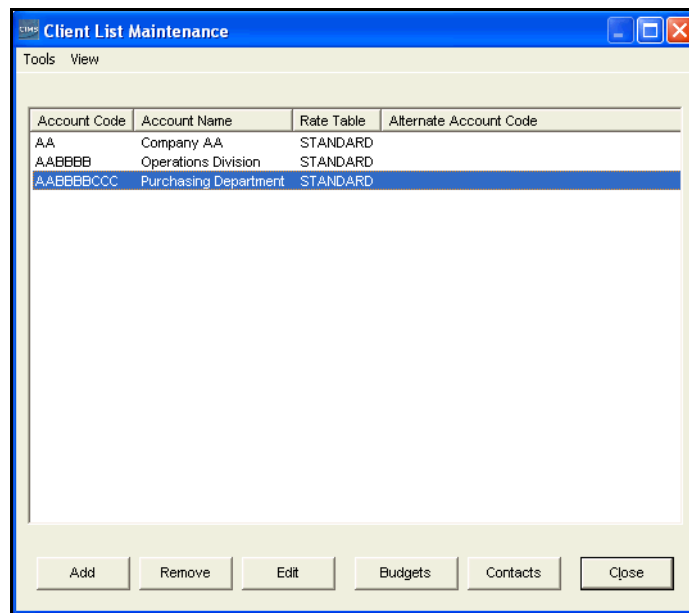 CIMS Client List Maintenance
Tools View
Account Code Account Name Rate Table Alternate Account Code
AA Company AA STANDARD
AABBBB Operations Division STANDARD
AABBBBCCC Purchasing Department STANDARD
Add Remove Edit Budgets Contacts Close